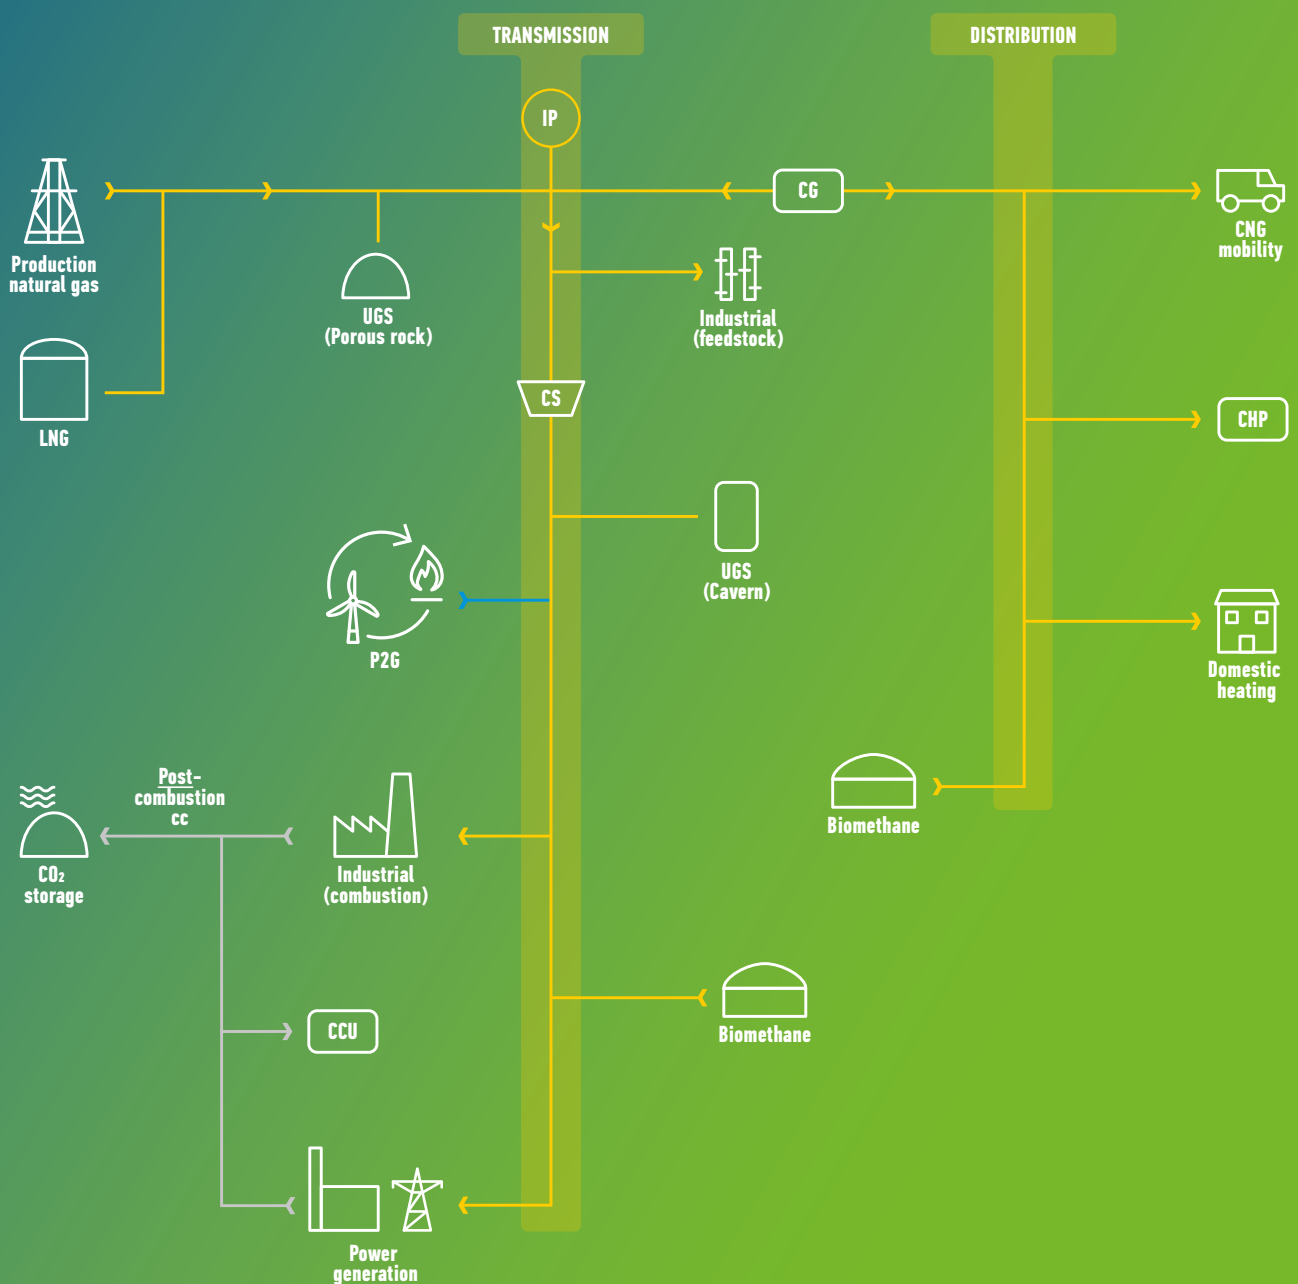 TRANSMISSION
DISTRIBUTION
IP
CG
CNG
mobility
Production
natural gas
UGS
(Porous rock)
Industrial
(feedstock)
LNG
CS
CHP
UGS
(Cavern)
P2G
Domestic
heating
Post-
combustion
cc
Biomethane
CO₂
storage
Industrial
(combustion)
CCU
Biomethane
Power
generation